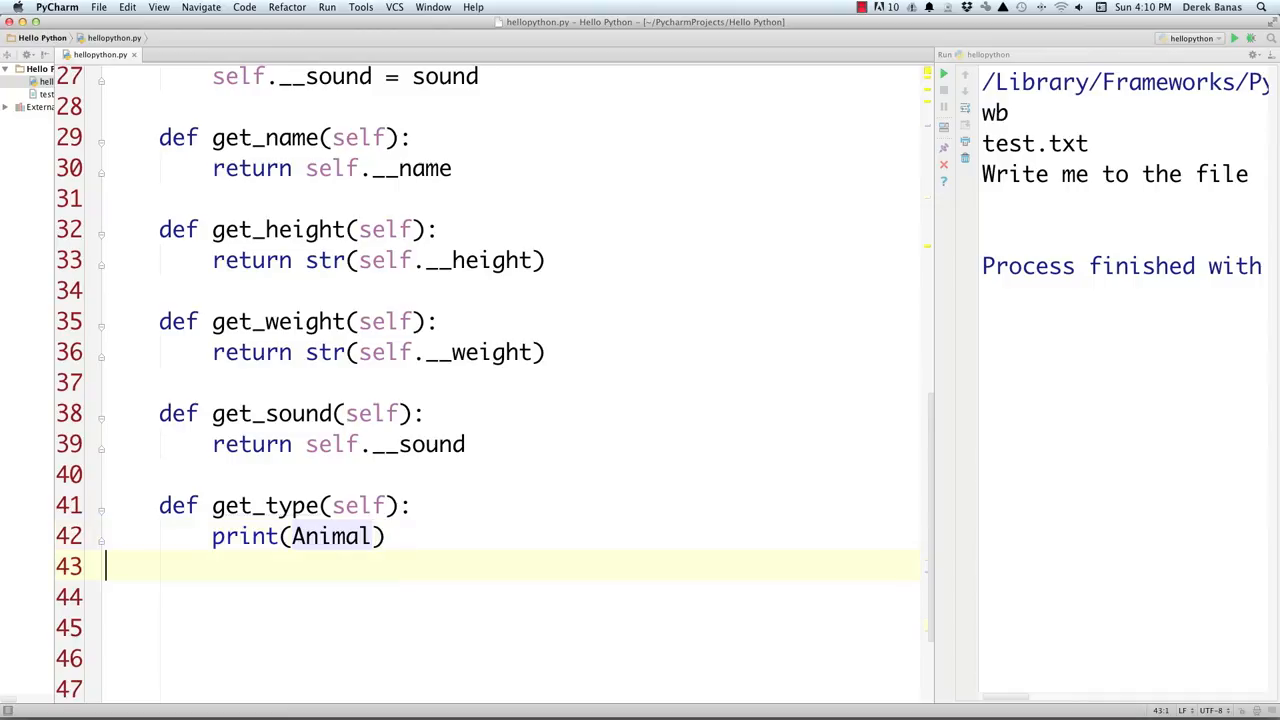 PyCharm File Edit View Navigate Code Refactor Run Tools VCS Window Help 10 Sun 4:10 PM Derek Banas
hellopython.py – Hello Python – [~/PycharmProjects/Hello Python]
Hello Python hellopython.py hellopython
hellopython.py Run hellopython
Hello P
hell
test
Extern
27 self.__sound = sound
28
29 def get_name(self):
30 return self.__name
31
32 def get_height(self):
33 return str(self.__height)
34
35 def get_weight(self):
36 return str(self.__weight)
37
38 def get_sound(self):
39 return self.__sound
40
41 def get_type(self):
42 print(Animal)
43
44
45
46
47
/Library/Frameworks/Py
wb
test.txt
Write me to the file
Process finished with
43:1 LF UTF-8